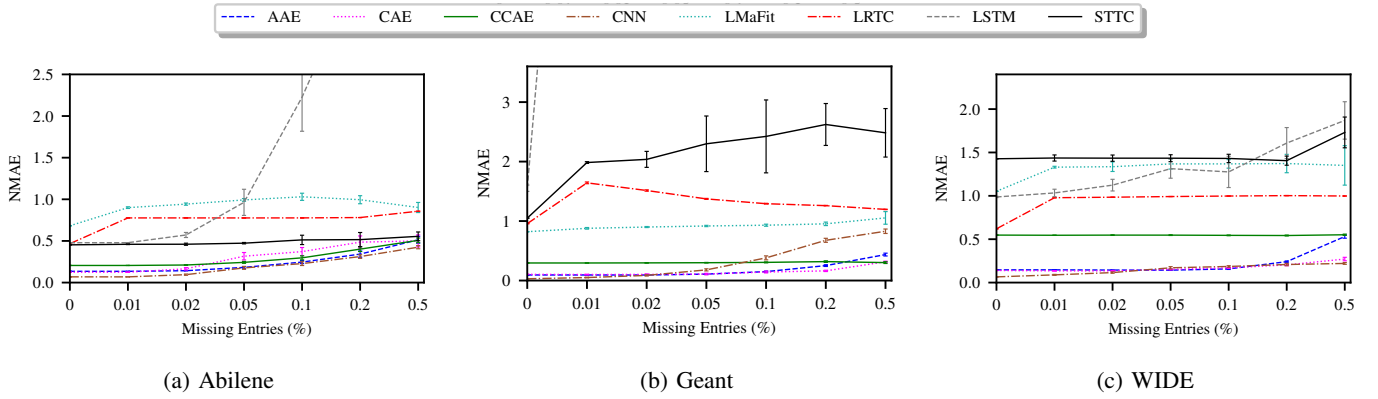 AAE CAE CCAE CNN LMaFit LRTC LSTM STTC
2.5
2.0
1.5
1.0
0.5
0.0
NMAE
0 0.01 0.02 0.05 0.1 0.2 0.5
Missing Entries (%)
(a) Abilene
3
2
1
0
NMAE
0 0.01 0.02 0.05 0.1 0.2 0.5
Missing Entries (%)
(b) Geant
2.0
1.5
1.0
0.5
0.0
NMAE
0 0.01 0.02 0.05 0.1 0.2 0.5
Missing Entries (%)
(c) WIDE